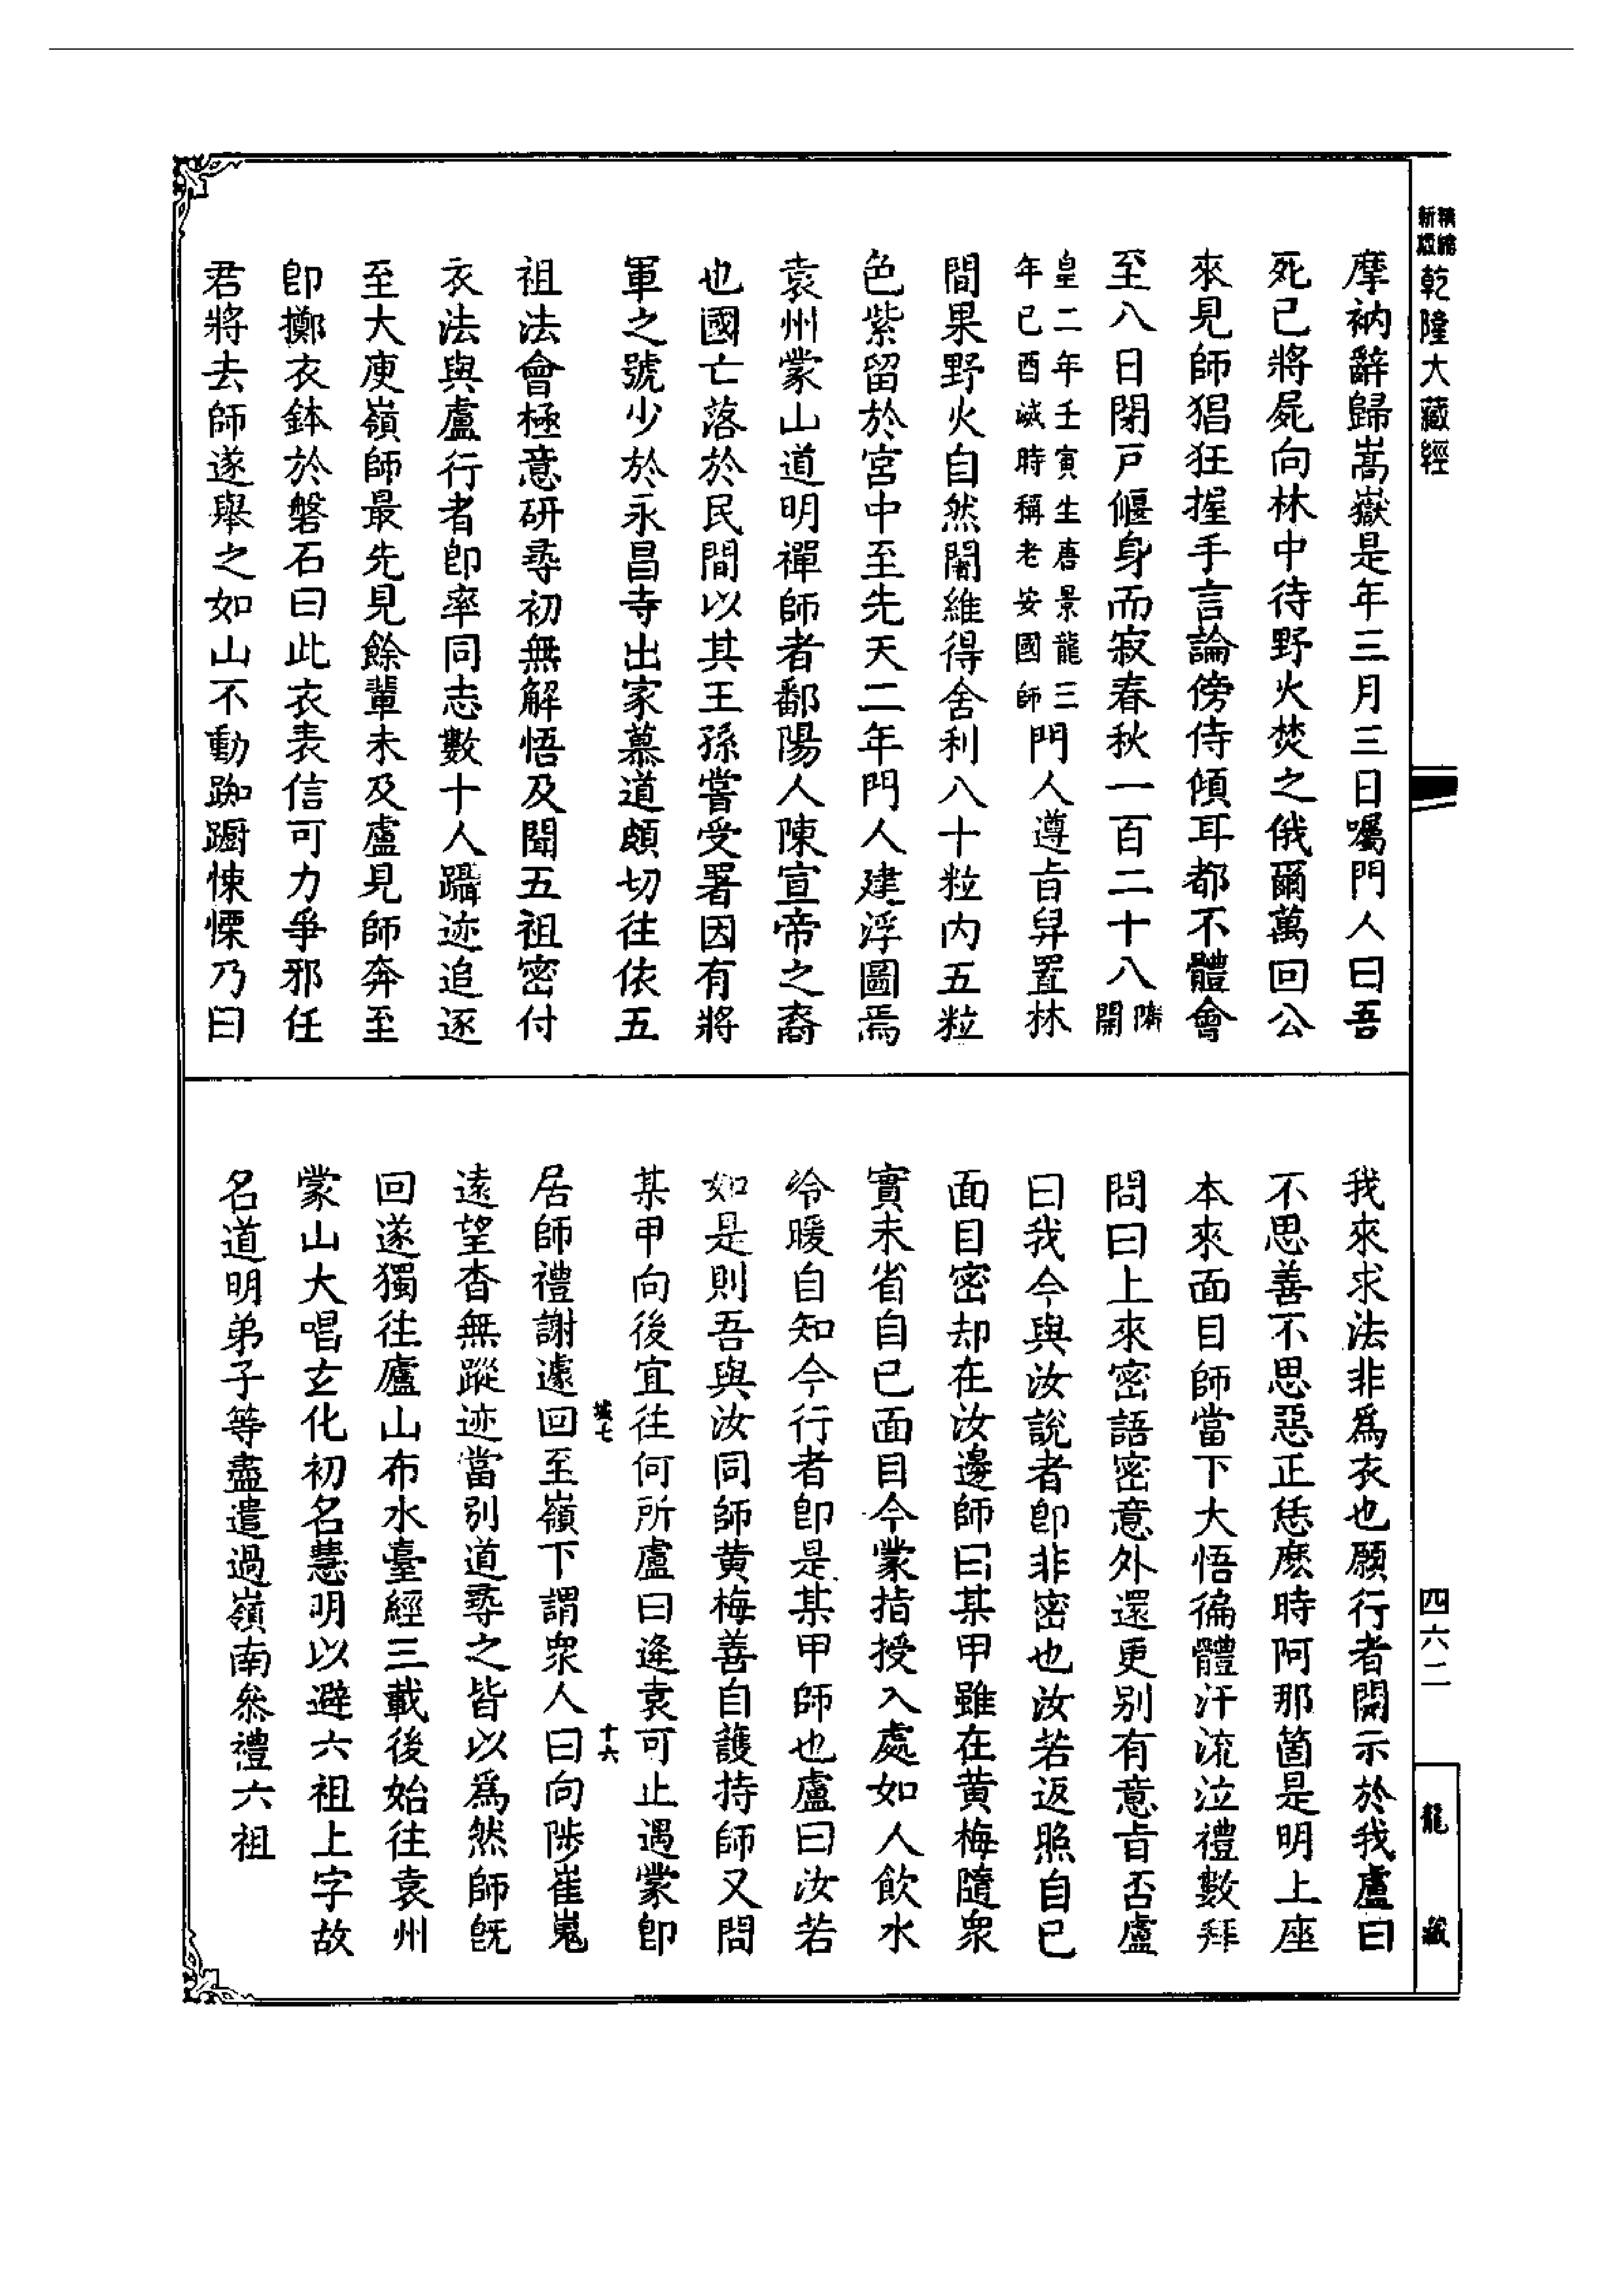 精縮
新版
乾隆大藏經
四六二
龍藏
摩衲辭歸嵩嶽是年三月三日囑門人曰吾
死已將屍向林中待野火焚之俄爾萬回公
來見師猖狂握手言論傍侍傾耳都不體會
至八日閉戸偃身而寂春秋一百二十八隋開
皇二年壬寅生唐景龍三
年已酉滅時稱老安國師門人遵旨舁置林
間果野火自然闍維得舍利八十粒内五粒
色紫留於宮中至先天二年門人建浮圖焉
袁州蒙山道明禪師者鄱陽人陳宣帝之裔
也國亡落於民間以其王孫嘗受署因有將
軍之號少於永昌寺出家慕道頗切往依五
祖法會極意研尋初無解悟及聞五祖密付
衣法與盧行者卽率同志數十人躡迹追逐
至大庾嶺師最先見餘輩未及盧見師奔至
卽擲衣鉢於磐石曰此衣表信可力爭邪任
君將去師遂舉之如山不動踟躕悚慄乃曰
我來求法非爲衣也願行者開示於我盧曰
不思善不思惡正恁麽時阿那箇是明上座
本來面目師當下大悟徧體汗流泣禮數拜
問曰上來密語密意外還更別有意旨否盧
曰我今與汝說者卽非密也汝若返照自已
面目密却在汝邊師曰某甲雖在黄梅隨衆
實未省自已面目今蒙指授入處如人飲水
冷暖自知今行者卽是某甲師也盧曰汝若
如是則吾與汝同師黄梅善自護持師又問
某甲向後宜往何所盧曰逢袁可止遇蒙卽
墟七
十六
居師禮謝遽回至嶺下謂衆人曰向陟崔嵬
遠望杳無蹤迹當別道尋之皆以爲然師旣
回遂獨往廬山布水臺經三載後始往袁州
蒙山大唱玄化初名慧明以避六祖上字故
名道明弟子等盡遣過嶺南叅禮六祖